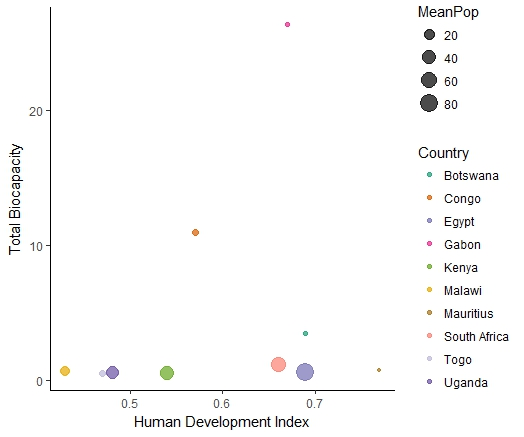 MeanPop
20
40
60
80
Country
Botswana
Congo
Egypt
Gabon
Kenya
Malawi
Mauritius
South Africa
Togo
Uganda
Total Biocapacity
20
10
0
0.5
0.6
0.7
Human Development Index